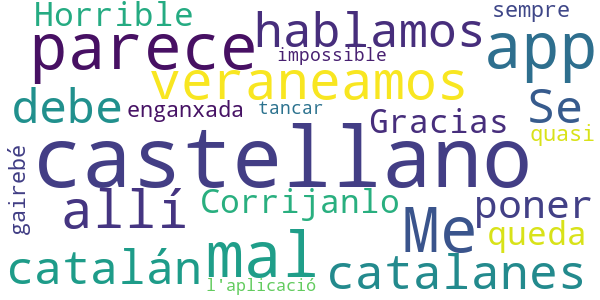 Horrible
sempre
parece
hablamos
app
impossible
veraneamos
debe
enganxada
tancar
Gracias
Se
quasi
castellano
gairebé
allí
Corrijanlo
Me
poner
queda
catalán
mal
l'aplicació
catalanes